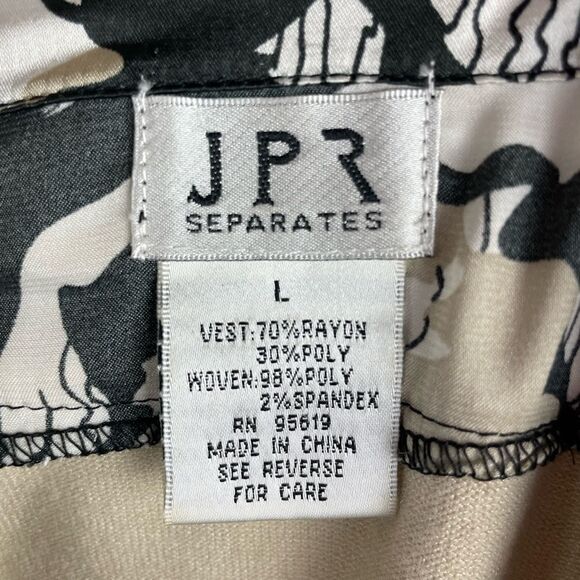 JPR
SEPARATES
L
VEST:70%RAYON
30%POLY
WOVEN:98%POLY
2%SPANDEX
RN 95619
MADE IN CHINA
SEE REVERSE
FOR CARE